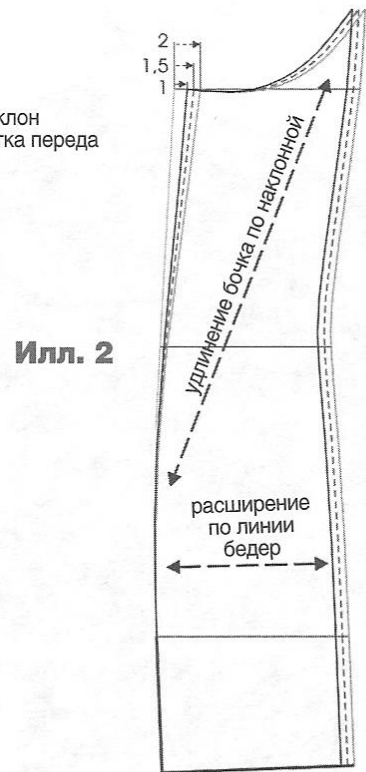 2
1,5
1
клон
тка переда
удлинение бочка по наклонной
Илл. 2
расширение
по линии
бедер